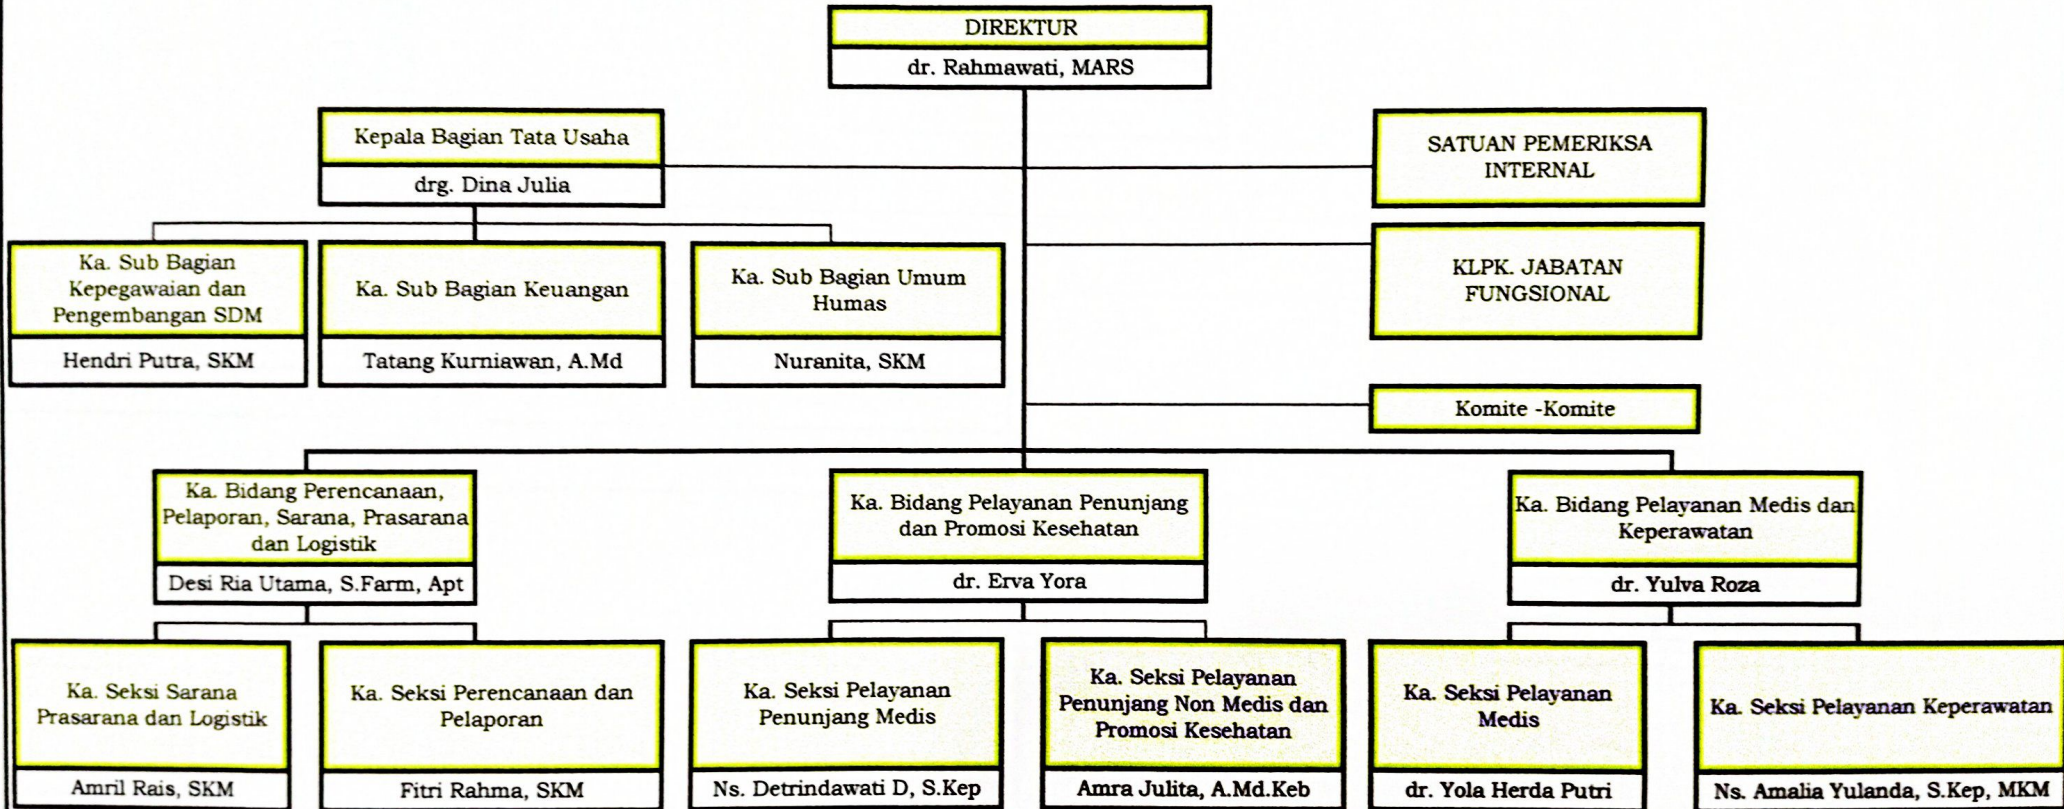 DIREKTUR
dr. Rahmawati, MARS
Kepala Bagian Tata Usaha
drg. Dina Julia
SATUAN PEMERIKSA
INTERNAL
Ka. Sub Bagian
Kepegawaian dan
Pengembangan SDM
Hendri Putra, SKM
Ka. Sub Bagian Keuangan
Tatang Kurniawan, A.Md
Ka. Sub Bagian Umum
Humas
Nuranita, SKM
KLPK. JABATAN
FUNGSIONAL
Komite -Komite
Ka. Bidang Perencanaan,
Pelaporan, Sarana, Prasarana
dan Logistik
Desi Ria Utama, S.Farm, Apt
Ka. Bidang Pelayanan Penunjang
dan Promosi Kesehatan
dr. Erva Yora
Ka. Bidang Pelayanan Medis dan
Keperawatan
dr. Yulva Roza
Ka. Seksi Sarana
Prasarana dan Logistik
Amril Rais, SKM
Ka. Seksi Perencanaan dan
Pelaporan
Fitri Rahma, SKM
Ka. Seksi Pelayanan
Penunjang Medis
Ns. Detrindawati D, S.Kep
Ka. Seksi Pelayanan
Penunjang Non Medis dan
Promosi Kesehatan
Amra Julita, A.Md.Keb
Ka. Seksi Pelayanan
Medis
dr. Yola Herda Putri
Ka. Seksi Pelayanan Keperawatan
Ns. Amalia Yulanda, S.Kep, MKM